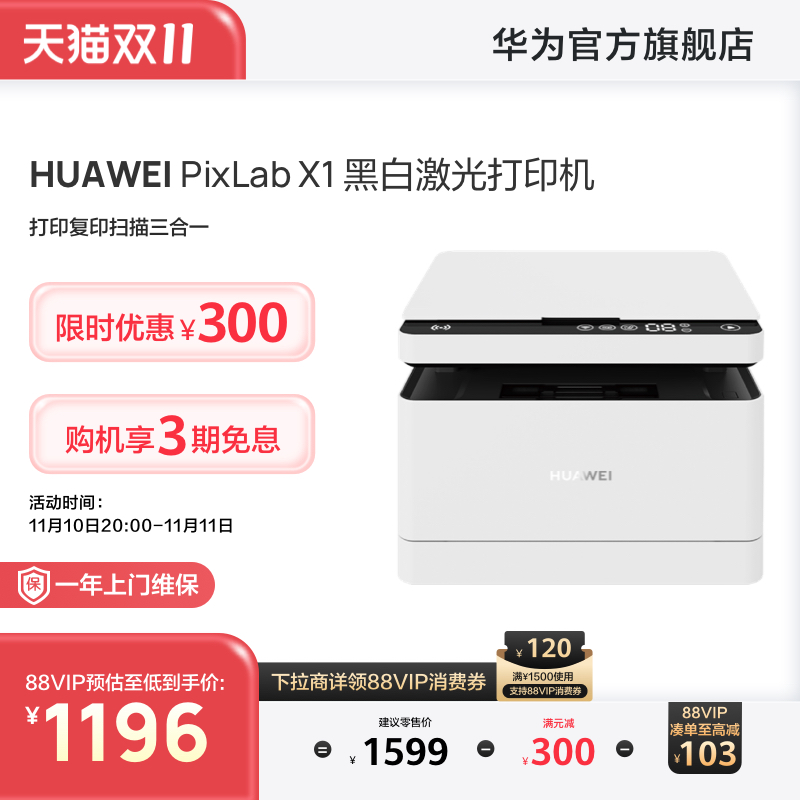 天猫双11
华为官方旗舰店
HUAWEI PixLab X1 黑白激光打印机
打印复印扫描三合一
限时优惠¥300
购机享3期免息
活动时间：
11月10日20:00-11月11日
保 一年上门维保
08
HUAWEI
88VIP预估至低到手价:
¥1196
下拉商详领88VIP消费券
¥120
满¥1500使用
支持88VIP消费券
=
建议零售价
¥1599
-
满元减
¥300
-
88VIP
凑单至高减
¥103